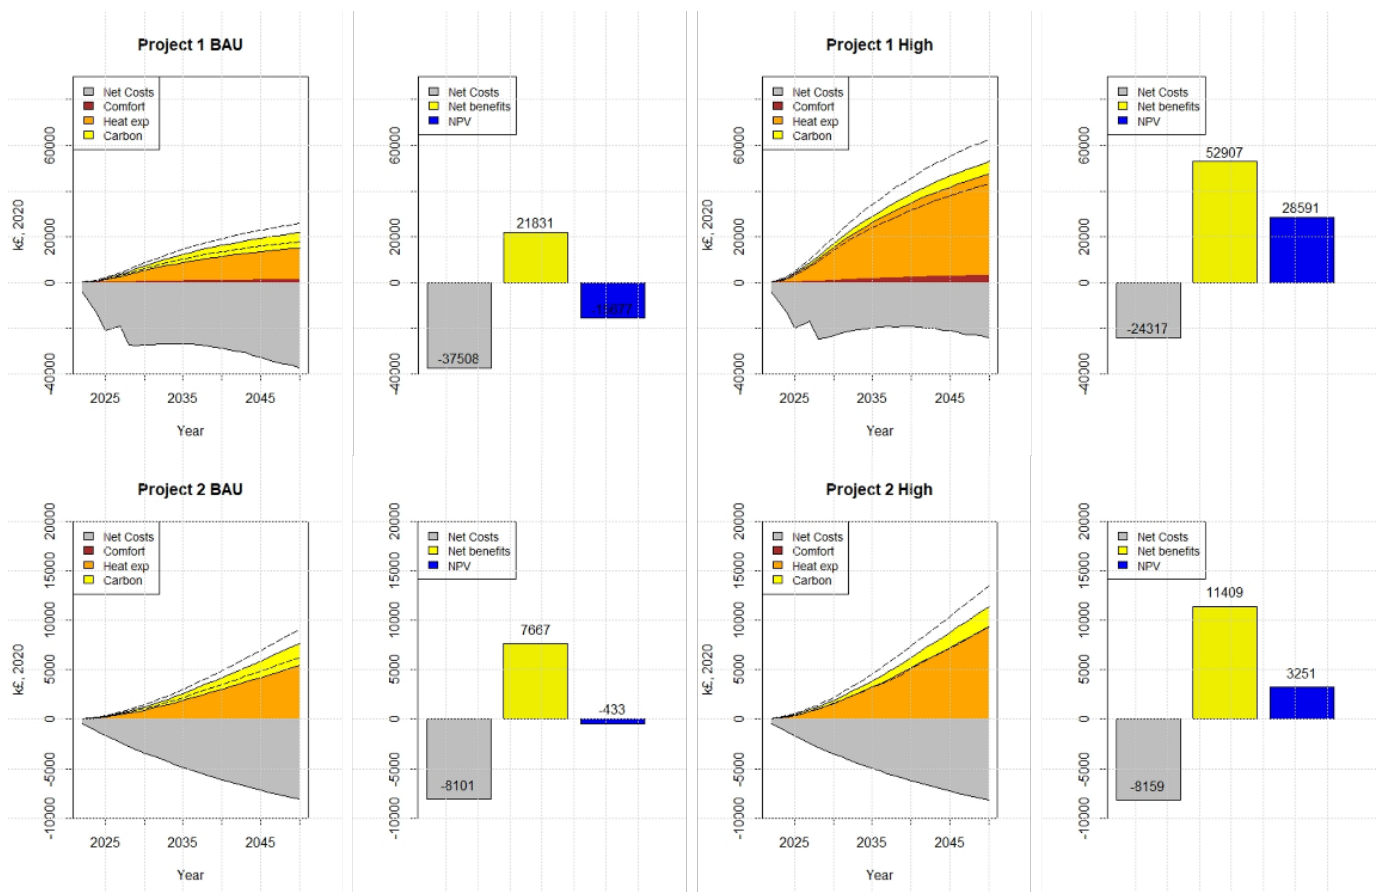 Project 1 BAU
Net Costs
Comfort
Heat exp
Carbon
k£, 2020
60000
20000
0
-40000
2025
2035
2045
Year
Net Costs
Net benefits
NPV
60000
20000
0
-40000
-37508
21831
Project 1 High
Net Costs
Comfort
Heat exp
Carbon
k£, 2020
60000
20000
0
-40000
2025
2035
2045
Year
Net Costs
Net benefits
NPV
60000
20000
0
-40000
-24317
52907
28591
Project 2 BAU
Net Costs
Comfort
Heat exp
Carbon
k£, 2020
20000
15000
10000
5000
0
-5000
-10000
2025
2035
2045
Year
Net Costs
Net benefits
NPV
20000
15000
10000
5000
0
-5000
-10000
-8101
7667
-433
Project 2 High
Net Costs
Comfort
Heat exp
Carbon
k£, 2020
20000
15000
10000
5000
0
-5000
-10000
2025
2035
2045
Year
Net Costs
Net benefits
NPV
20000
15000
10000
5000
0
-5000
-10000
-8159
11409
3251